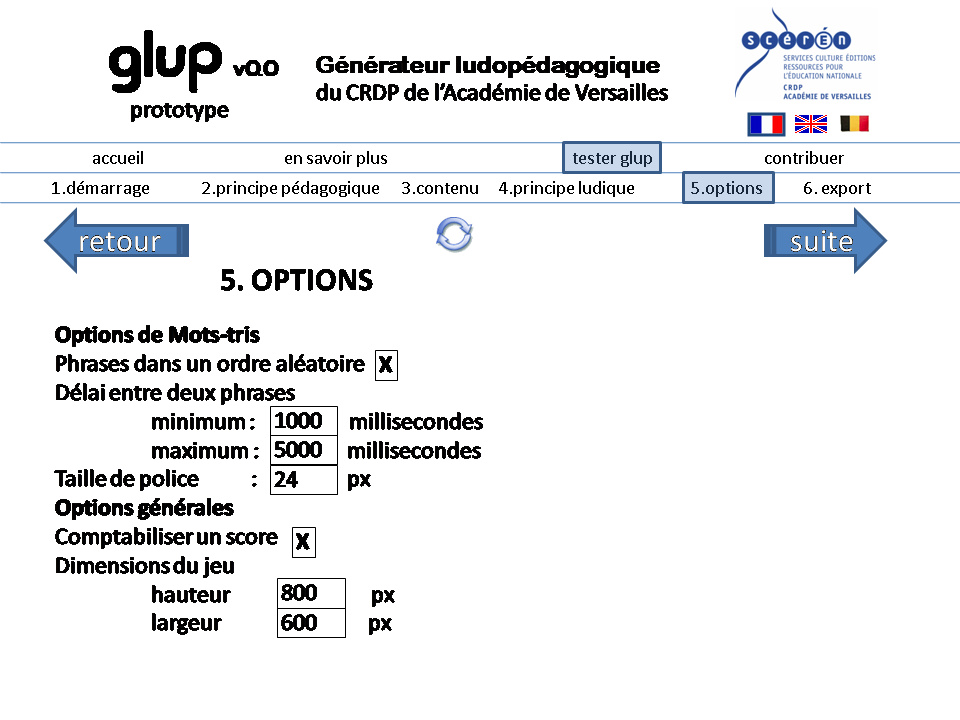 glup v0.0
prototype
Générateur ludopédagogique
du CRDP de l'Académie de Versailles
scérén
SERVICES CULTURE ÉDITIONS
RESSOURCES POUR
L'ÉDUCATION NATIONALE
CRDP
ACADÉMIE DE VERSAILLES
accueil en savoir plus tester glup contribuer
1.démarrage 2.principe pédagogique 3.contenu 4.principe ludique 5.options 6. export
retour suite
5. OPTIONS
Options de Mots-tris
Phrases dans un ordre aléatoire X
Délai entre deux phrases
minimum : 1000 millisecondes
maximum : 5000 millisecondes
Taille de police : 24 px
Options générales
Comptabiliser un score X
Dimensions du jeu
hauteur 800 px
largeur 600 px